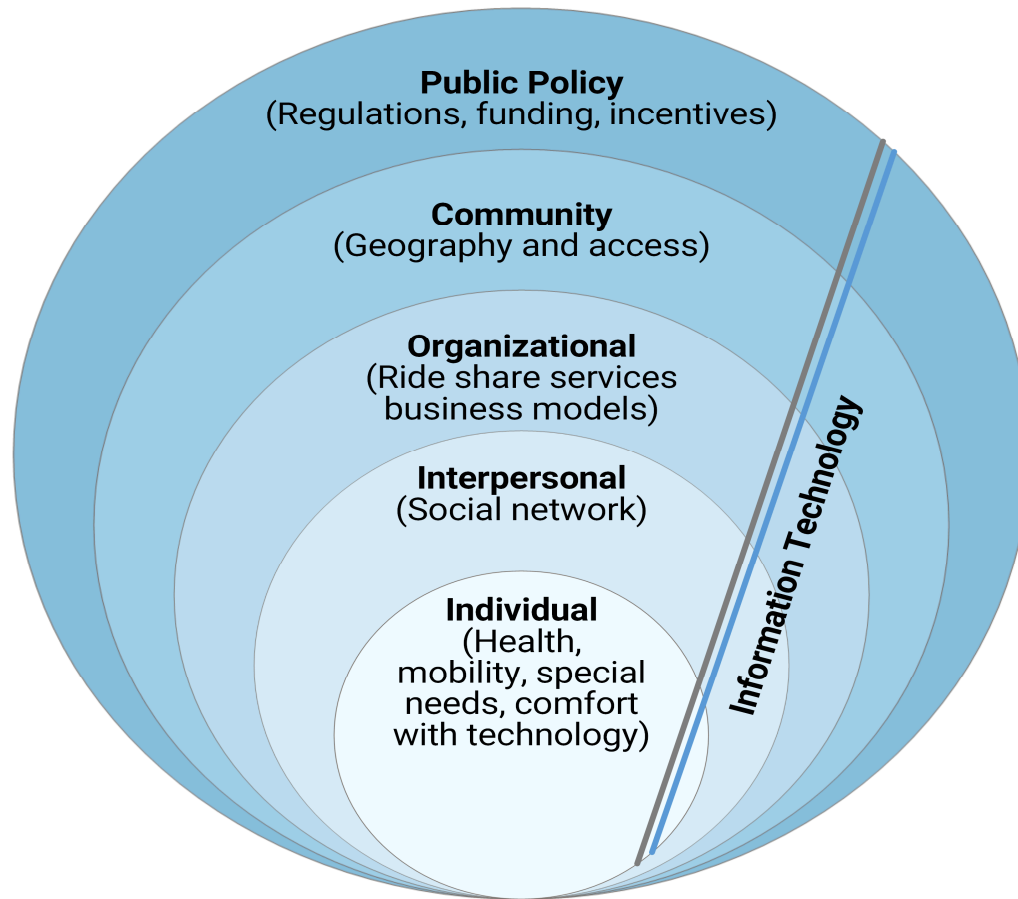 Public Policy
(Regulations, funding, incentives)
Community
(Geography and access)
Organizational
(Ride share services
business models)
Interpersonal
(Social network)
Individual
(Health,
mobility, special
needs, comfort
with technology)
Information Technology